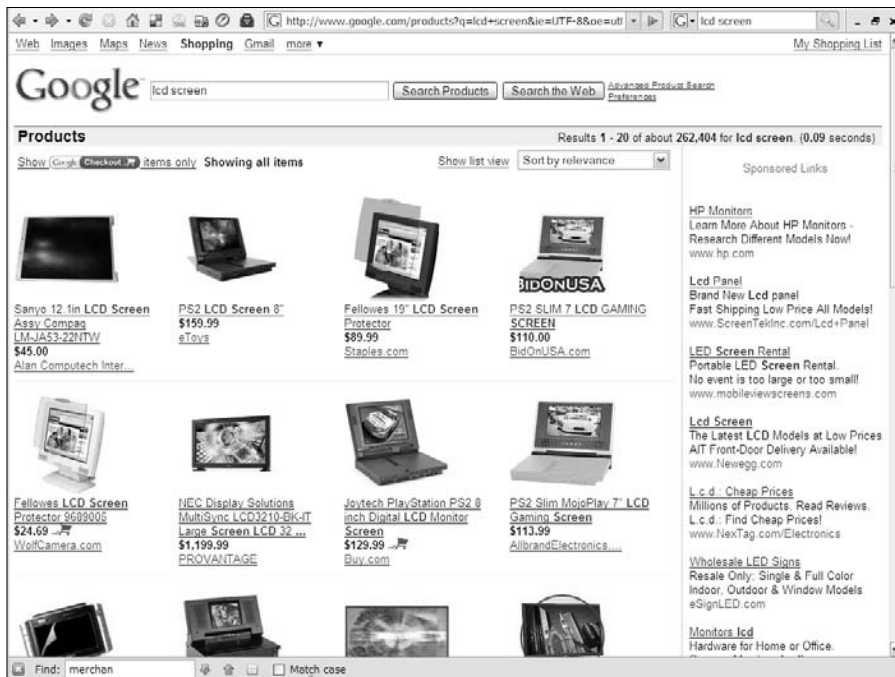 http://www.google.com/products?q=lcd+screen&ie=UTF-8&oe=utf
G
lcd screen
Web Images Maps News Shopping Gmail more ▼
My Shopping List
Google
lcd screen
Search Products
Search the Web
Advanced Product Search
Preferences
Products
Results 1 - 20 of about 262,404 for lcd screen. (0.09 seconds)
Show Google Checkout items only Showing all items
Show list view
Sort by relevance
Sanyo 12.1in LCD Screen
Assy Compaq
LM-JA53-22NTW
$45.00
Alan Computech Inter...
PS2 LCD Screen 8"
$159.99
eToys
Fellowes 19" LCD Screen
Protector
$89.99
Staples.com
BIDONUSA
PS2 SLIM 7 LCD GAMING
SCREEN
$110.00
BidOnUSA.com
Fellowes LCD Screen
Protector 9689005
$24.69
WolfCamera.com
NEC Display Solutions
MultiSync LCD3210-BK-IT
Large Screen LCD 32 ...
$1,199.99
PROVANTAGE
Joytech PlayStation PS2 8
inch Digital LCD Monitor
Screen
$129.99
Buy.com
PS2 Slim MojoPlay 7" LCD
Gaming Screen
$113.99
AllbrandElectronics....
Sponsored Links
HP Monitors
Learn More About HP Monitors -
Research Different Models Now!
www.hp.com
Lcd Panel
Brand New Lcd panel
Fast Shipping Low Price All Models!
www.ScreenTekInc.com/Lcd+Panel
LED Screen Rental
Portable LED Screen Rental.
No event is too large or too small!
www.mobileviewscreens.com
Lcd Screen
The Latest LCD Models at Low Prices
AIT Front-Door Delivery Available!
www.Newegg.com
L.c.d.: Cheap Prices
Millions of Products. Read Reviews.
L.c.d.: Find Cheap Prices!
www.NexTag.com/Electronics
Wholesale LED Signs
Resale Only; Single & Full Color
Indoor, Outdoor & Window Models
eSignLED.com
Monitors lcd
Hardware for Home or Office.
Find: merchan
Match case